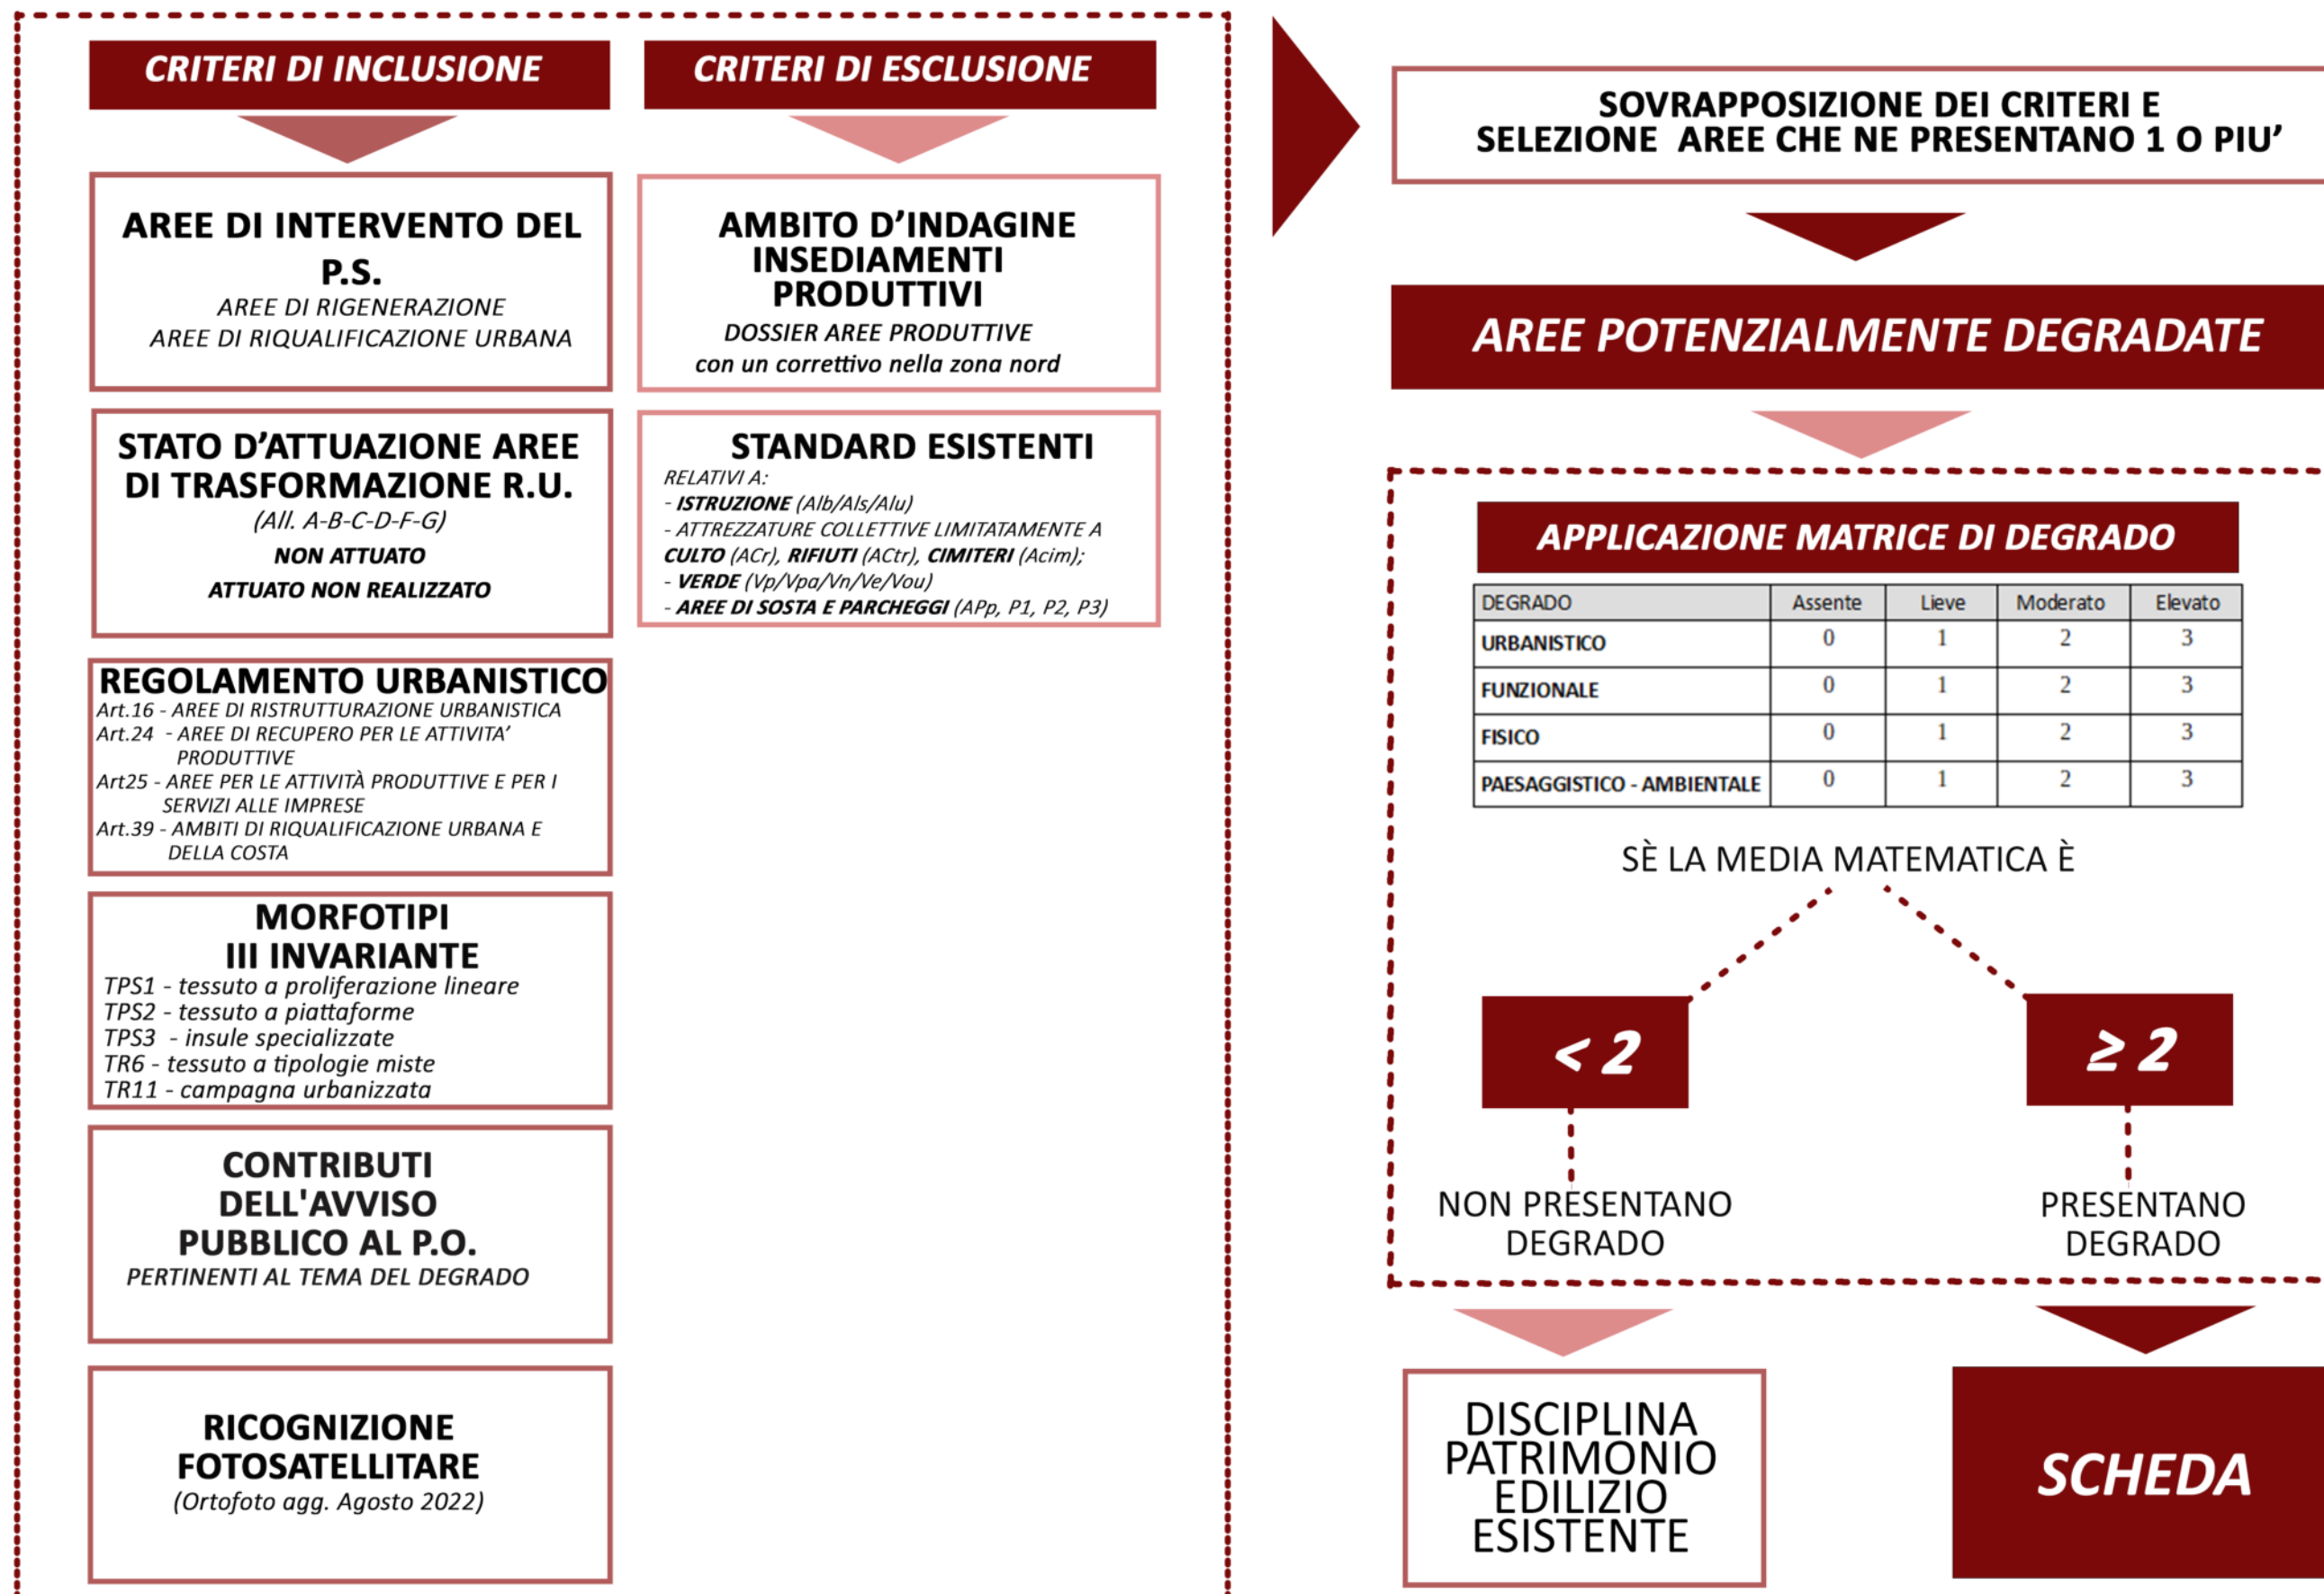 CRITERI DI INCLUSIONE
AREE DI INTERVENTO DEL
P.S.
AREE DI RIGENERAZIONE
AREE DI RIQUALIFICAZIONE URBANA
STATO D’ATTUAZIONE AREE
DI TRASFORMAZIONE R.U.
(All. A-B-C-D-F-G)
NON ATTUATO
ATTUATO NON REALIZZATO
REGOLAMENTO URBANISTICO
Art.16 - AREE DI RISTRUTTURAZIONE URBANISTICA
Art.24 - AREE DI RECUPERO PER LE ATTIVITA’
PRODUTTIVE
Art25 - AREE PER LE ATTIVITÀ PRODUTTIVE E PER I
SERVIZI ALLE IMPRESE
Art.39 - AMBITI DI RIQUALIFICAZIONE URBANA E
DELLA COSTA
MORFOTIPI
III INVARIANTE
TPS1 - tessuto a proliferazione lineare
TPS2 - tessuto a piattaforme
TPS3 - insule specializzate
TR6 - tessuto a tipologie miste
TR11 - campagna urbanizzata
CONTRIBUTI
DELL'AVVISO
PUBBLICO AL P.O.
PERTINENTI AL TEMA DEL DEGRADO
RICOGNIZIONE
FOTOSATELLITARE
(Ortofoto agg. Agosto 2022)
CRITERI DI ESCLUSIONE
AMBITO D’INDAGINE
INSEDIAMENTI
PRODUTTIVI
DOSSIER AREE PRODUTTIVE
con un correttivo nella zona nord
STANDARD ESISTENTI
RELATIVI A:
- ISTRUZIONE (AIb/AIs/AIu)
- ATTREZZATURE COLLETTIVE LIMITATAMENTE A
CULTO (ACr), RIFIUTI (ACtr), CIMITERI (Acim);
- VERDE (Vp/Vpa/Vn/Ve/Vou)
- AREE DI SOSTA E PARCHEGGI (APp, P1, P2, P3)
SOVRAPPOSIZIONE DEI CRITERI E
SELEZIONE AREE CHE NE PRESENTANO 1 O PIU’
AREE POTENZIALMENTE DEGRADATE
APPLICAZIONE MATRICE DI DEGRADO
DEGRADO Assente Lieve Moderato Elevato
URBANISTICO 0 1 2 3
FUNZIONALE 0 1 2 3
FISICO 0 1 2 3
PAESAGGISTICO - AMBIENTALE 0 1 2 3
SÈ LA MEDIA MATEMATICA È
< 2
≥ 2
NON PRESENTANO
DEGRADO
PRESENTANO
DEGRADO
DISCIPLINA
PATRIMONIO
EDILIZIO
ESISTENTE
SCHEDA